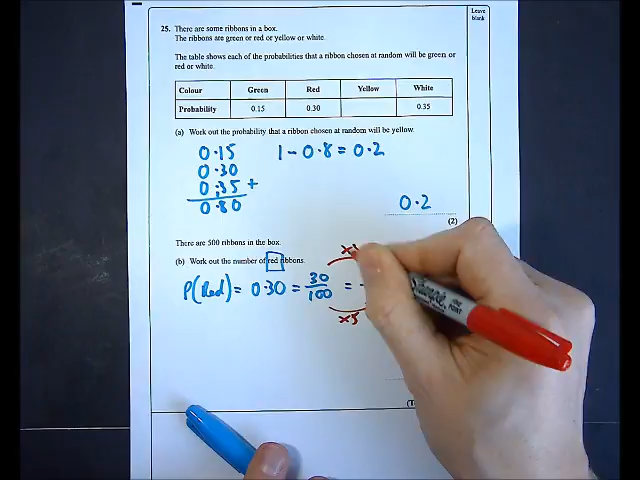 Leave
blank
25. There are some ribbons in a box.
The ribbons are green or red or yellow or white.
The table shows each of the probabilities that a ribbon chosen at random will be green or
red or white.
Colour Green Red Yellow White
Probability 0.15 0.30 0.35
(a) Work out the probability that a ribbon chosen at random will be yellow.
0.15 1 - 0.8 = 0.2
0.30
0.35 +
0.80
0.2
(2)
There are 500 ribbons in the box.
(b) Work out the number of red ribbons.
P(Red) = 0.30 = 30/100 =
×5